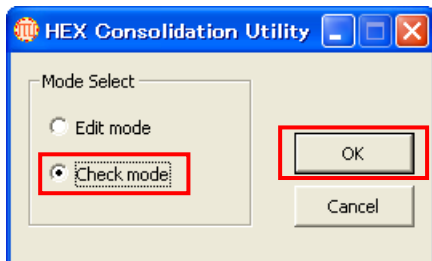 HEX Consolidation Utility
Mode Select
Edit mode
Check mode
OK
Cancel